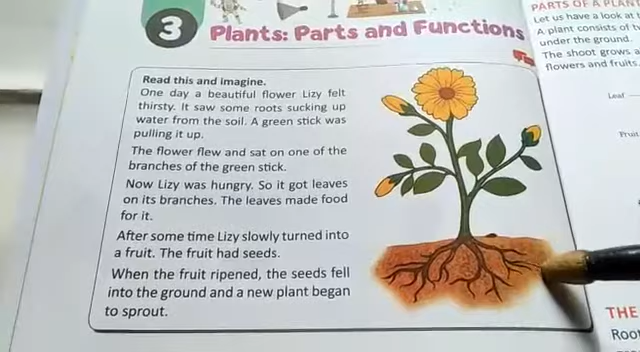 3
Plants: Parts and Functions
Read this and imagine.
One day a beautiful flower Lizy felt
thirsty. It saw some roots sucking up
water from the soil. A green stick was
pulling it up.
The flower flew and sat on one of the
branches of the green stick.
Now Lizy was hungry. So it got leaves
on its branches. The leaves made food
for it.
After some time Lizy slowly turned into
a fruit. The fruit had seeds.
When the fruit ripened, the seeds fell
into the ground and a new plant began
to sprout.
PARTS OF A PLANT
Let us have a look at
A plant consists of
under the ground.
The shoot grows
flowers and fruits.
Leaf
Fruit
THE